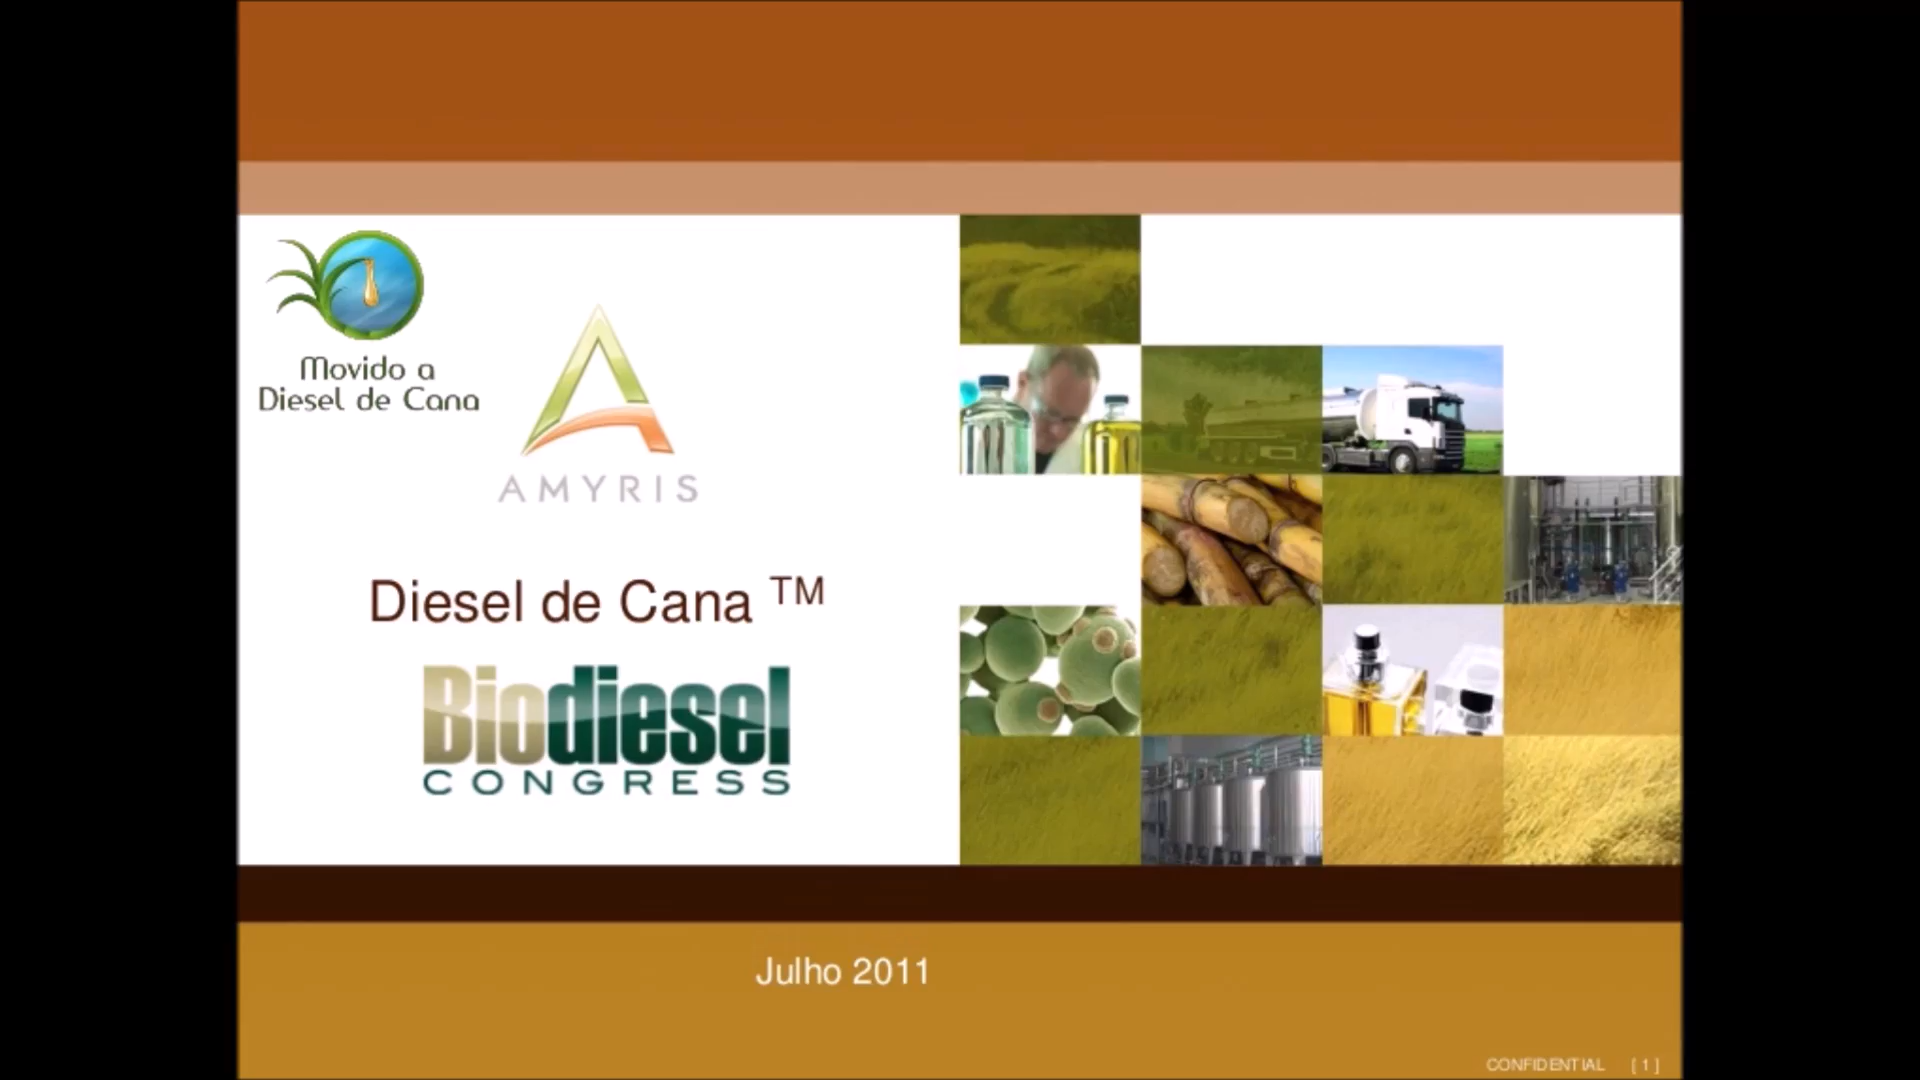 Movido a
Diesel de Cana
AMYRIS
Diesel de Cana TM
Biodiesel
CONGRESS
Julho 2011
CONFIDENTIAL [ 1 ]